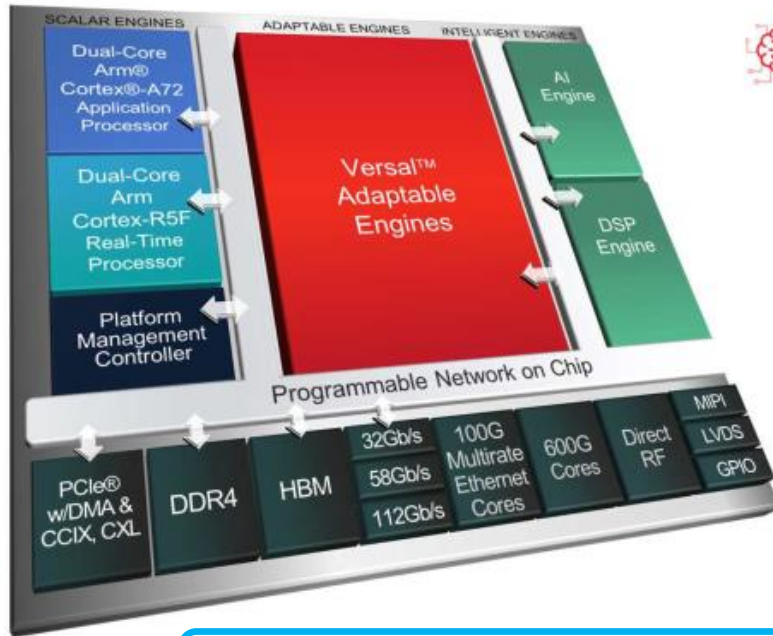 SCALAR ENGINES
ADAPTABLE ENGINES
INTELLIGENT ENGINES
Dual-Core
Arm®
Cortex®-A72
Application
Processor
Dual-Core
Arm
Cortex-R5F
Real-Time
Processor
Platform
Management
Controller
Versal™
Adaptable
Engines
AI
Engine
DSP
Engine
Programmable Network on Chip
PCIe®
w/DMA &
CCIX, CXL
DDR4
HBM
32Gb/s
58Gb/s
112Gb/s
100G
Multirate
Ethernet
Cores
600G
Cores
Direct
RF
MIPI
LVDS
GPIO